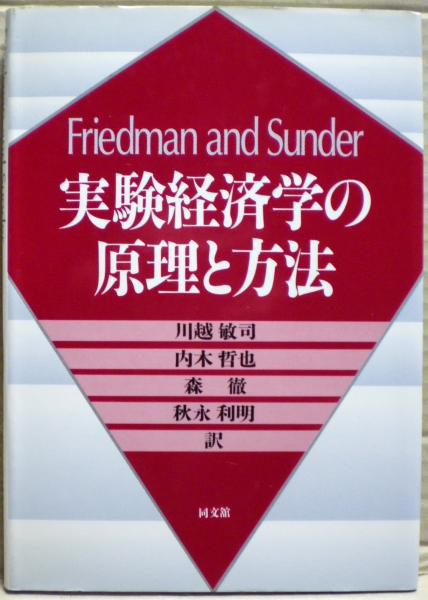 Friedman and Sunder
実験経済学の
原理と方法
川越 敏司
内木 哲也
森 徹
秋永 利明
訳
同文舘